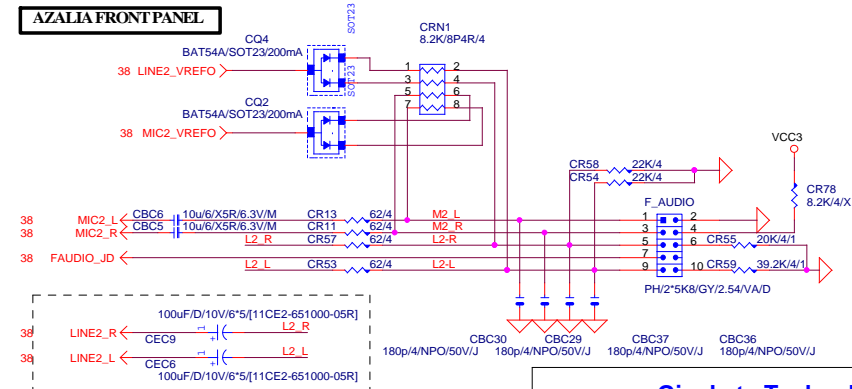 AZALIA FRONT PANEL
SOT23
CQ4
BAT54A/SOT23/200mA
CRN1
8.2K/8P4R/4
38 LINE2_VREFO
SOT23
1 2
3 4
5 6
7 8
CQ2
BAT54A/SOT23/200mA
38 MIC2_VREFO
VCC3
CR58 22K/4
CR54 22K/4
CR78
8.2K/4/X
F_AUDIO
38 MIC2_L CBC6 10u/6/X5R/6.3V/M CR13 62/4 M2_L 1 2
38 MIC2_R CBC5 10u/6/X5R/6.3V/M CR11 62/4 M2_R 3 4
L2_R CR57 62/4 L2-R 5 6 CR55 20K/4/1
38 FAUDIO_JD 7
L2_L CR53 62/4 L2-L 9 10 CR59 39.2K/4/1
PH/2*5K8/GY/2.54/VA/D
100uF/D/10V/6*5/[11CE2-651000-05R]
38 LINE2_R 1 + L2_R
CEC9
38 LINE2_L 1 + L2_L
CEC6
100uF/D/10V/6*5/[11CE2-651000-05R]
CBC30 CBC29 CBC37 CBC36
180p/4/NPO/50V/J 180p/4/NPO/50V/J 180p/4/NPO/50V/J 180p/4/NPO/50V/J